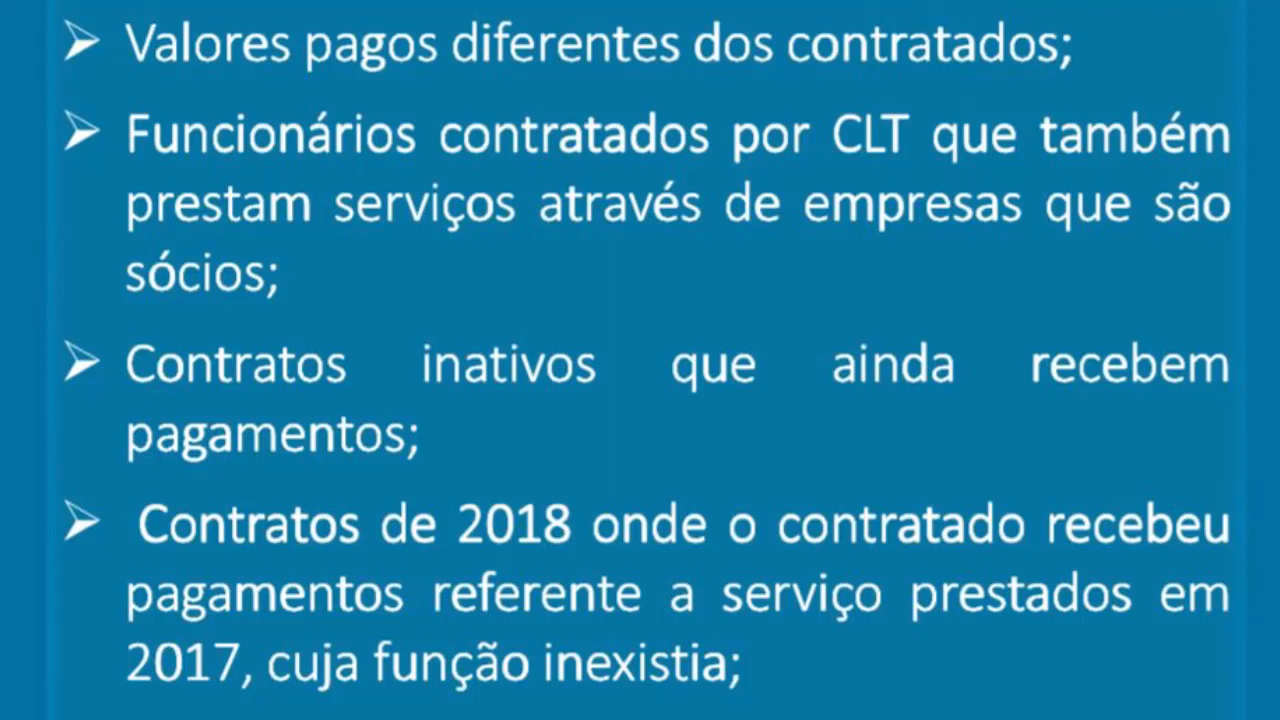 ➢ Valores pagos diferentes dos contratados;
➢ Funcionários contratados por CLT que também
prestam serviços através de empresas que são
sócios;
➢ Contratos inativos que ainda recebem
pagamentos;
➢ Contratos de 2018 onde o contratado recebeu
pagamentos referente a serviço prestados em
2017, cuja função inexistia;